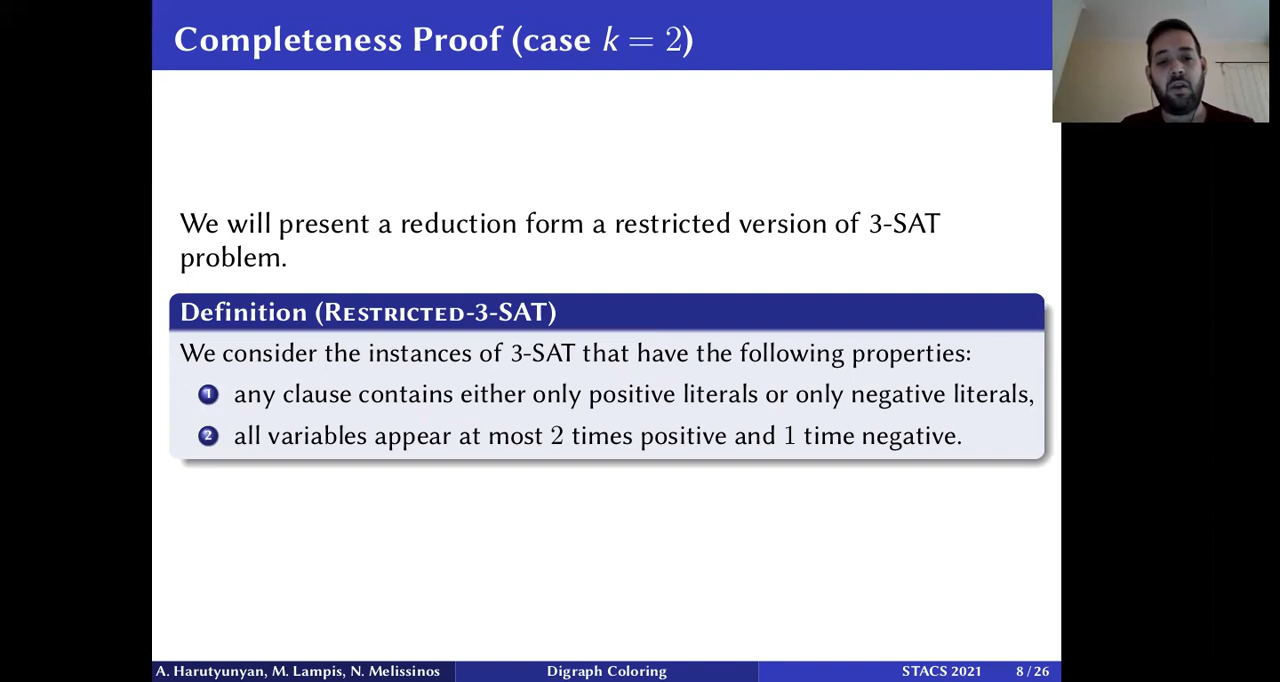 Completeness Proof (case k = 2)
We will present a reduction form a restricted version of 3-SAT
problem.
Definition (RESTRICTED-3-SAT)
We consider the instances of 3-SAT that have the following properties:
1 any clause contains either only positive literals or only negative literals,
2 all variables appear at most 2 times positive and 1 time negative.
A. Harutyunyan, M. Lampis, N. Melissinos Digraph Coloring STACS 2021 8 / 26